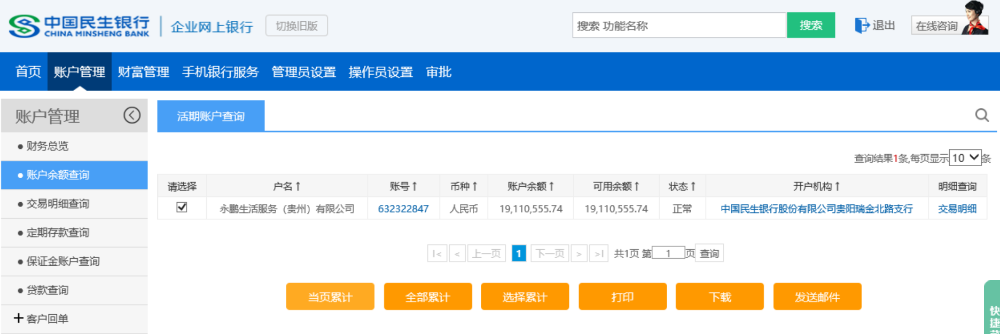 中国民生银行
CHINA MINSHENG BANK
企业网上银行
切换旧版
搜索 功能名称
搜索
退出
在线咨询
首页 账户管理 财富管理 手机银行服务 管理员设置 操作员设置 审批
账户管理
财务总览
账户余额查询
交易明细查询
定期存款查询
保证金账户查询
贷款查询
客户回单
活期账户查询
查询结果1条,每页显示10条
请选择 户名↑ 账号↑ 币种↑ 账户余额↑ 可用余额↑ 状态↑ 开户机构↑ 明细查询
永鹏生活服务（贵州）有限公司 632322847 人民币 19,110,555.74 19,110,555.74 正常 中国民生银行股份有限公司贵阳瑞金北路支行 交易明细
|< < 上一页 1 下一页 > >| 共1页 第 1 页 查询
当页累计 全部累计 选择累计 打印 下载 发送邮件
快
捷